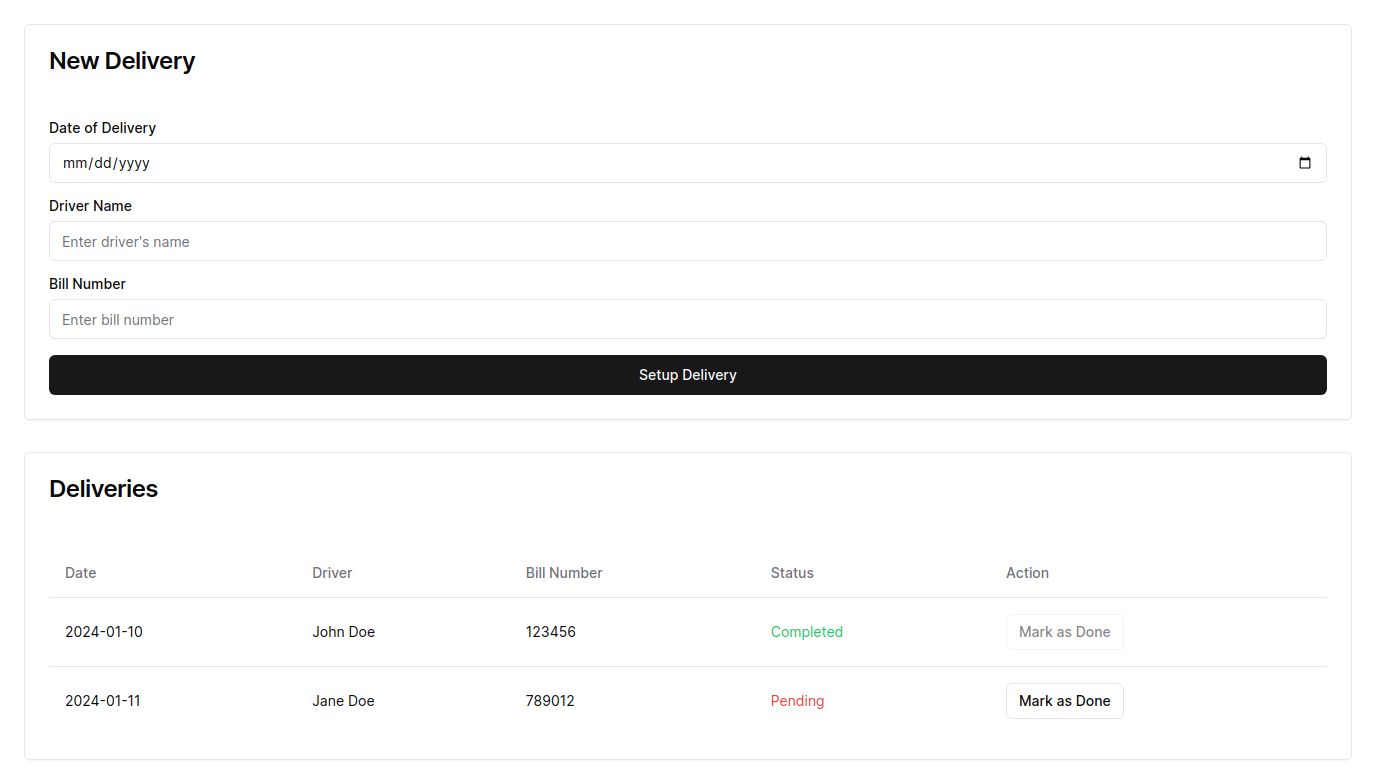 New Delivery
Date of Delivery
mm/dd/yyyy
Driver Name
Enter driver's name
Bill Number
Enter bill number
Setup Delivery
Deliveries
Date Driver Bill Number Status Action
2024-01-10 John Doe 123456 Completed Mark as Done
2024-01-11 Jane Doe 789012 Pending Mark as Done